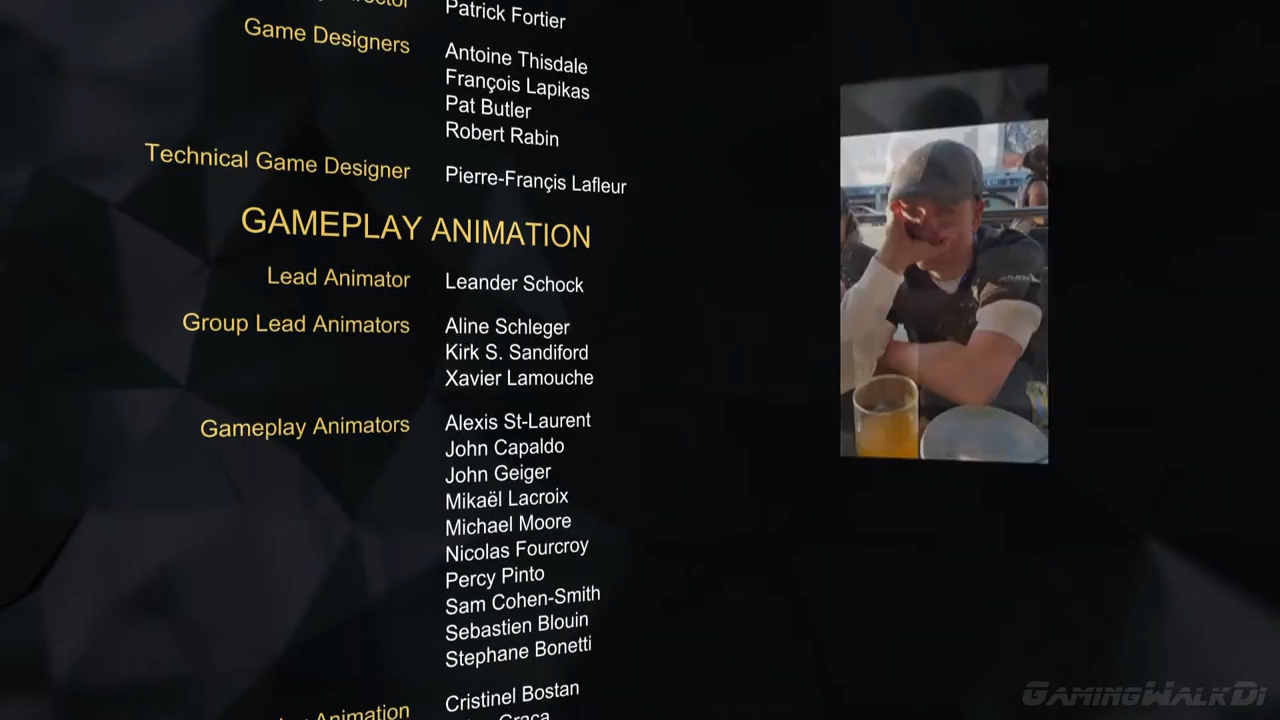 Patrick Fortier
Game Designers
Antoine Thisdale
François Lapikas
Pat Butler
Robert Rabin
Technical Game Designer
Pierre-Françis Lafleur
GAMEPLAY ANIMATION
Lead Animator
Leander Schock
Group Lead Animators
Aline Schleger
Kirk S. Sandiford
Xavier Lamouche
Gameplay Animators
Alexis St-Laurent
John Capaldo
John Geiger
Mikaël Lacroix
Michael Moore
Nicolas Fourcroy
Percy Pinto
Sam Cohen-Smith
Sebastien Blouin
Stephane Bonetti
Animation
Cristinel Bostan
GamingWalkDi